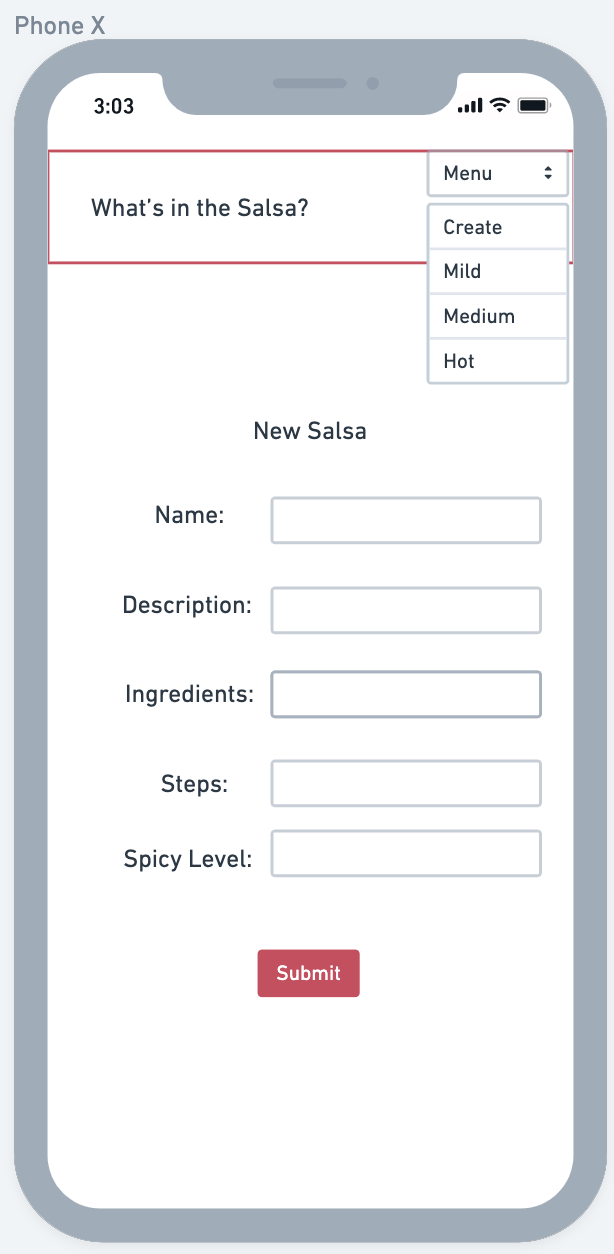 Phone X
3:03
Menu
What's in the Salsa?
Create
Mild
Medium
Hot
New Salsa
Name:
Description:
Ingredients:
Steps:
Spicy Level:
Submit